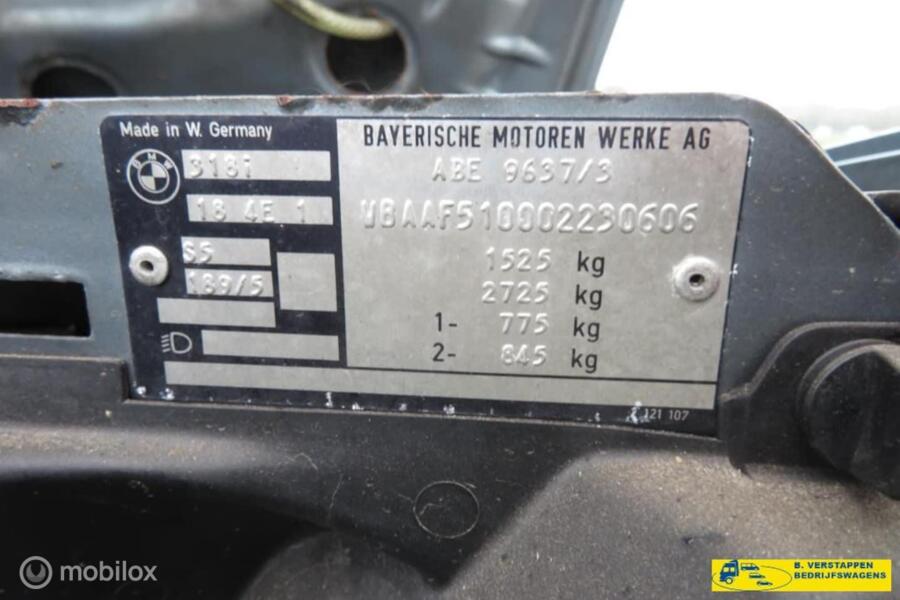 Made in W. Germany
BMW
318i
18 4E 1
S5
189/5
BAYERISCHE MOTOREN WERKE AG
ABE 9637/3
WBAAF510002230606
1525 kg
2725 kg
1- 775 kg
2- 845 kg
121 107
mobilox
B. VERSTAPPEN
BEDRIJFSWAGENS